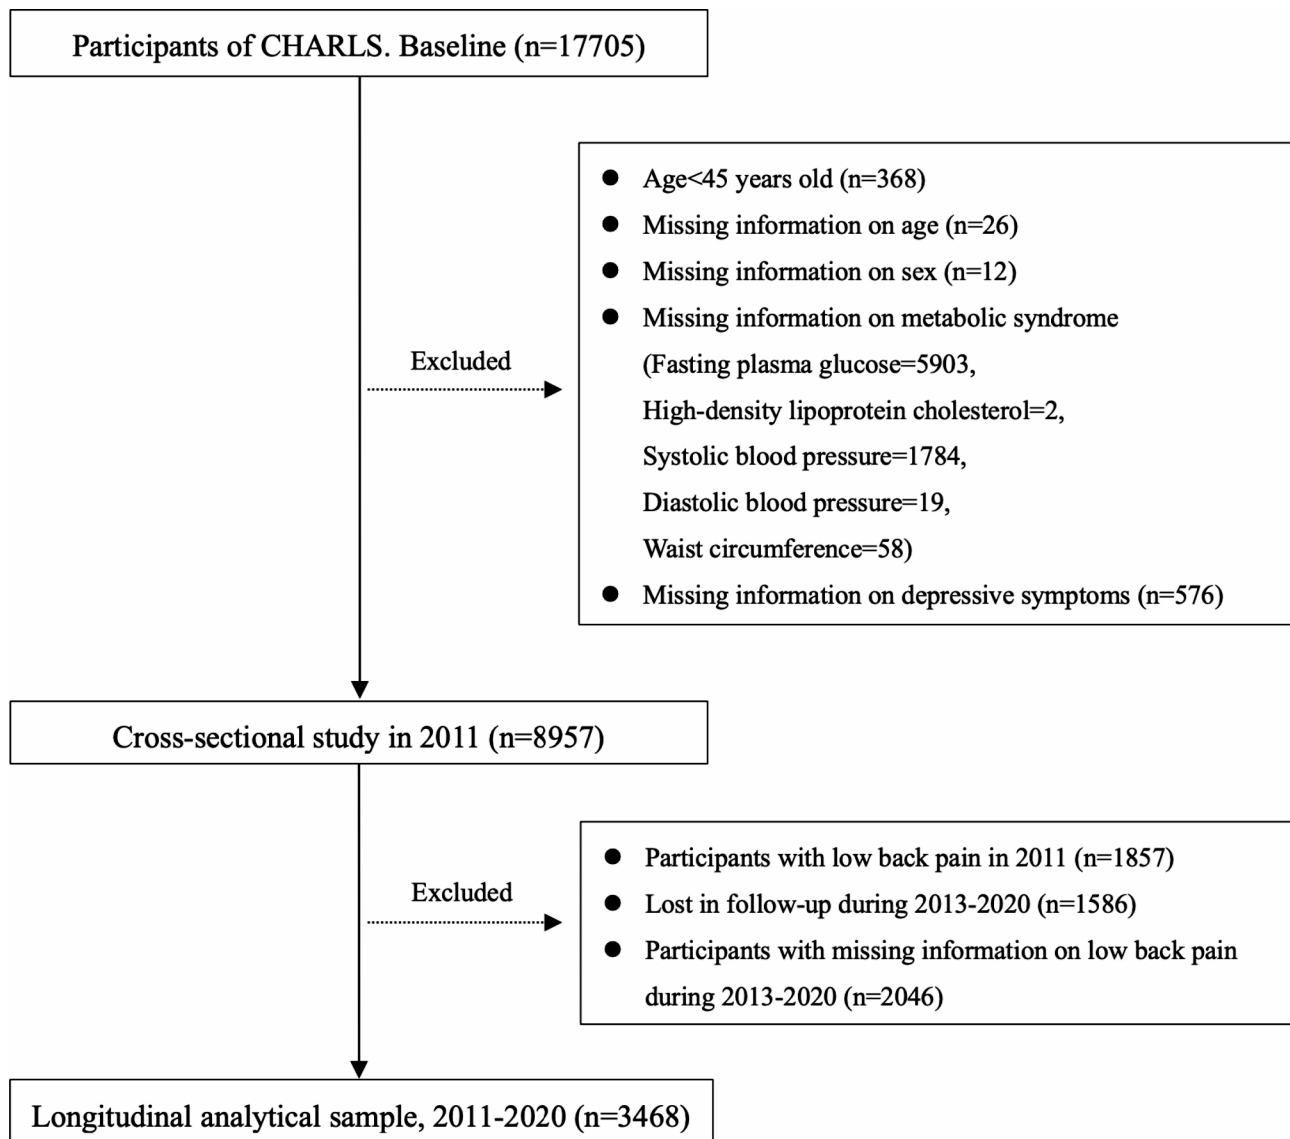 Participants of CHARLS. Baseline (n=17705)
● Age<45 years old (n=368)
● Missing information on age (n=26)
● Missing information on sex (n=12)
● Missing information on metabolic syndrome
(Fasting plasma glucose=5903,
High-density lipoprotein cholesterol=2,
Systolic blood pressure=1784,
Diastolic blood pressure=19,
Waist circumference=58)
● Missing information on depressive symptoms (n=576)
Excluded
Cross-sectional study in 2011 (n=8957)
● Participants with low back pain in 2011 (n=1857)
● Lost in follow-up during 2013-2020 (n=1586)
● Participants with missing information on low back pain
during 2013-2020 (n=2046)
Excluded
Longitudinal analytical sample, 2011-2020 (n=3468)